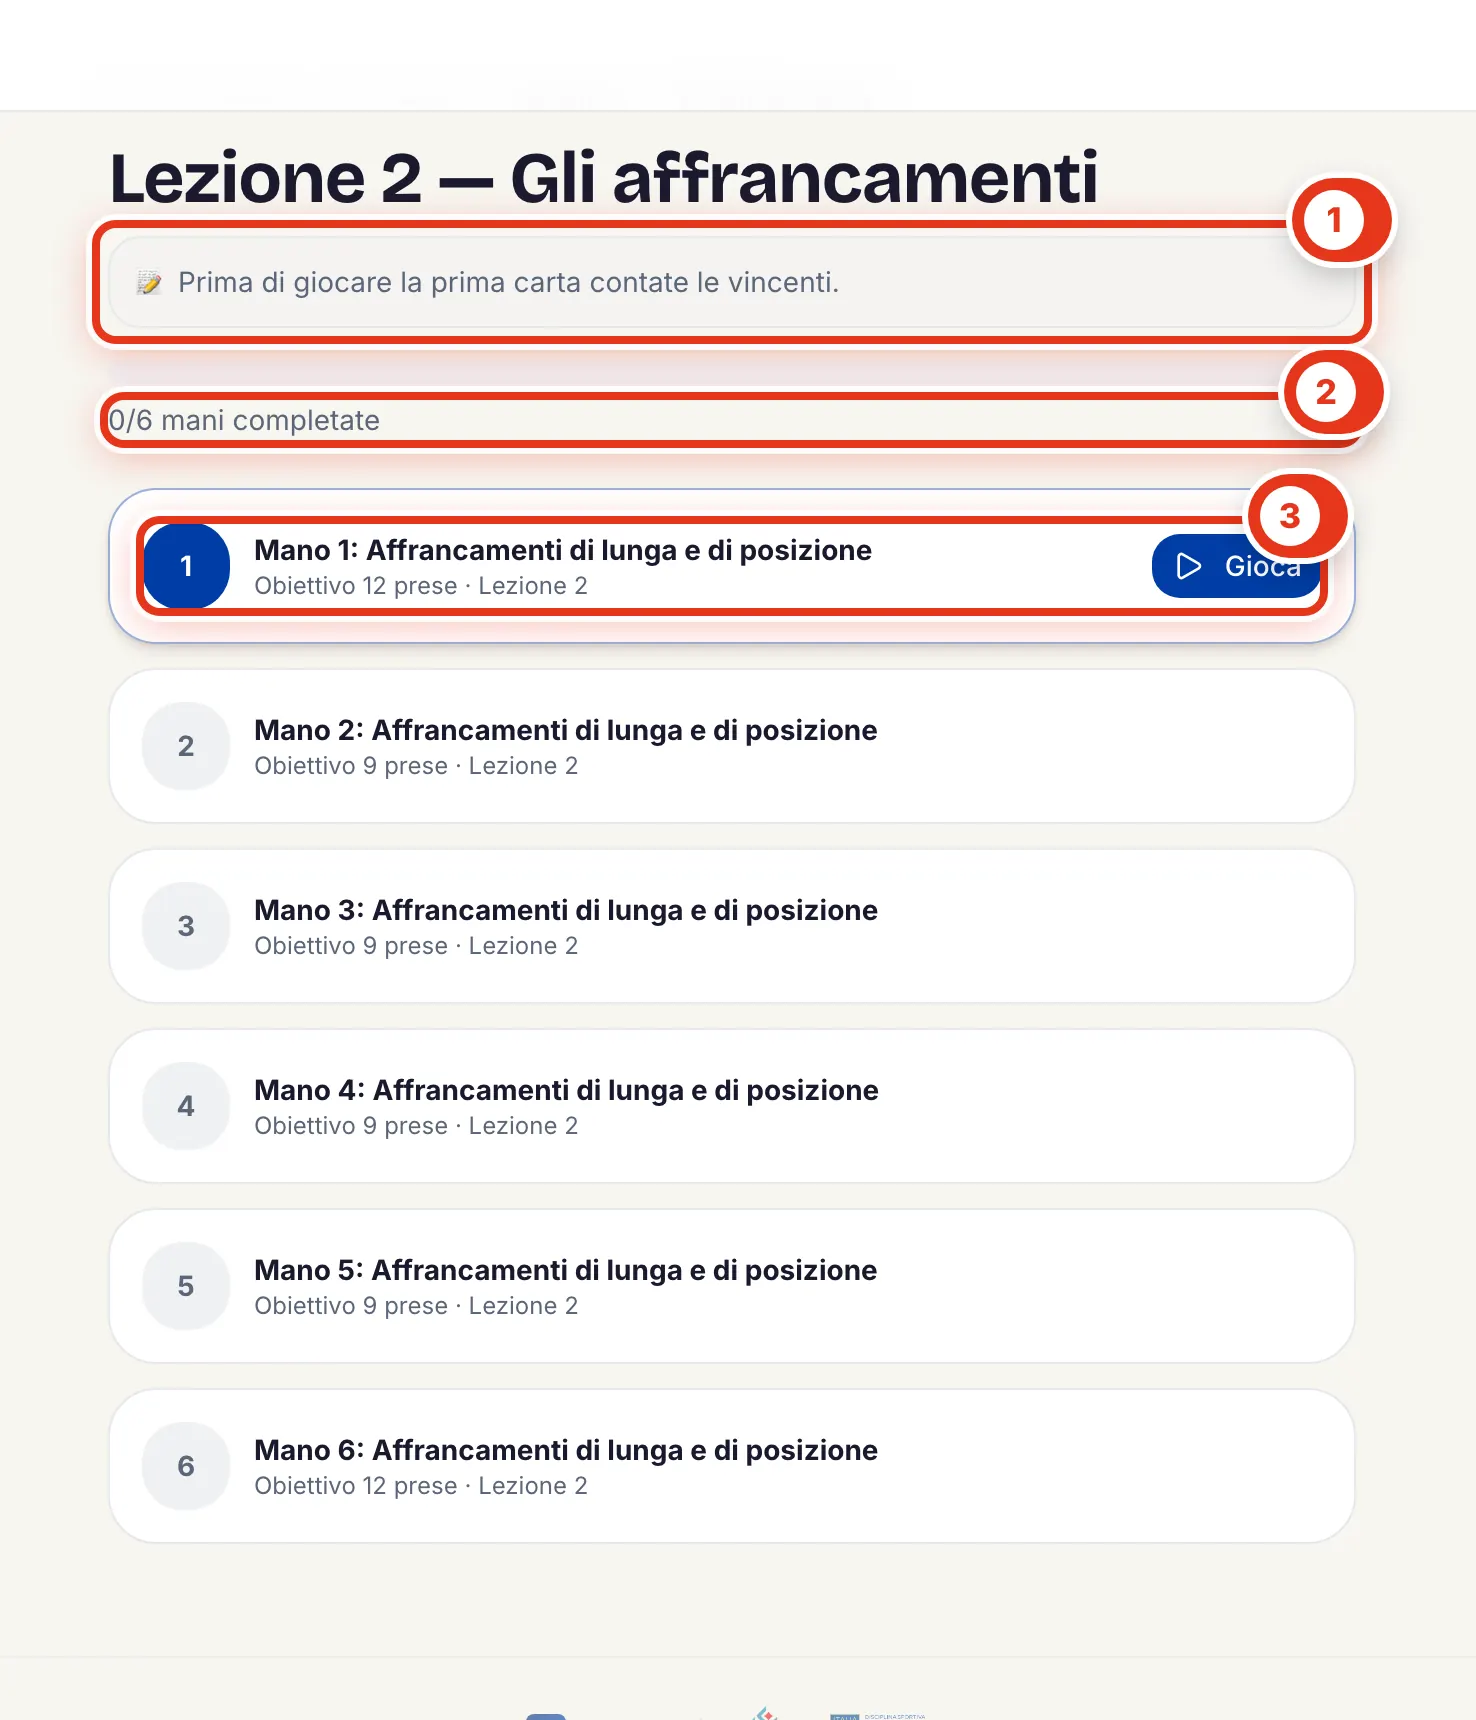 Lezione 2 — Gli affrancamenti
1
📝 Prima di giocare la prima carta contate le vincenti.
2
0/6 mani completate
3
1
Mano 1: Affrancamenti di lunga e di posizione
Obiettivo 12 prese · Lezione 2
Gioca
2
Mano 2: Affrancamenti di lunga e di posizione
Obiettivo 9 prese · Lezione 2
3
Mano 3: Affrancamenti di lunga e di posizione
Obiettivo 9 prese · Lezione 2
4
Mano 4: Affrancamenti di lunga e di posizione
Obiettivo 9 prese · Lezione 2
5
Mano 5: Affrancamenti di lunga e di posizione
Obiettivo 9 prese · Lezione 2
6
Mano 6: Affrancamenti di lunga e di posizione
Obiettivo 12 prese · Lezione 2
DISCIPLINA SPORTIVA